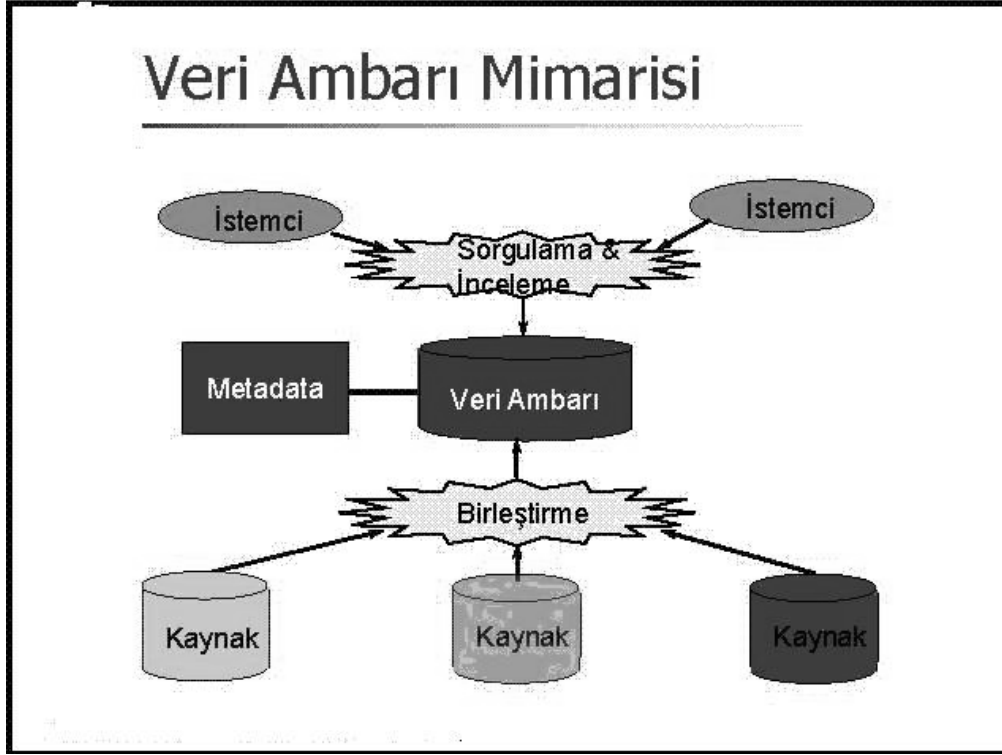 Veri Ambarı Mimarisi
İstemci
İstemci
Sorgulama &
İnceleme
Metadata
Veri Ambarı
Birleştirme
Kaynak
Kaynak
Kaynak